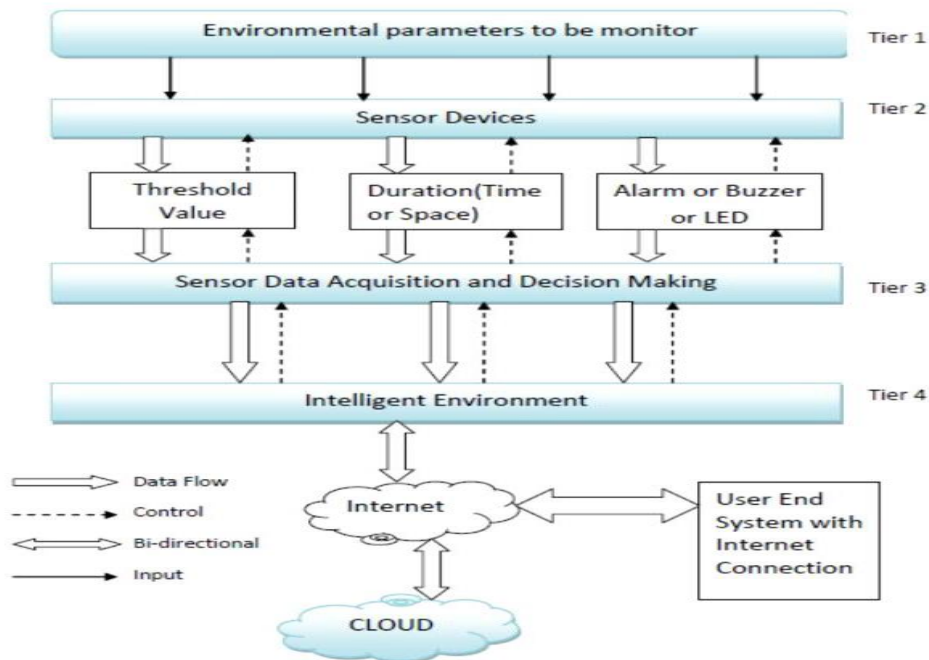 Environmental parameters to be monitor
Tier 1
Sensor Devices
Tier 2
Threshold
Value
Duration(Time
or Space)
Alarm or Buzzer
or LED
Sensor Data Acquisition and Decision Making
Tier 3
Intelligent Environment
Tier 4
Data Flow
Control
Bi-directional
Input
Internet
User End
System with
Internet
Connection
CLOUD